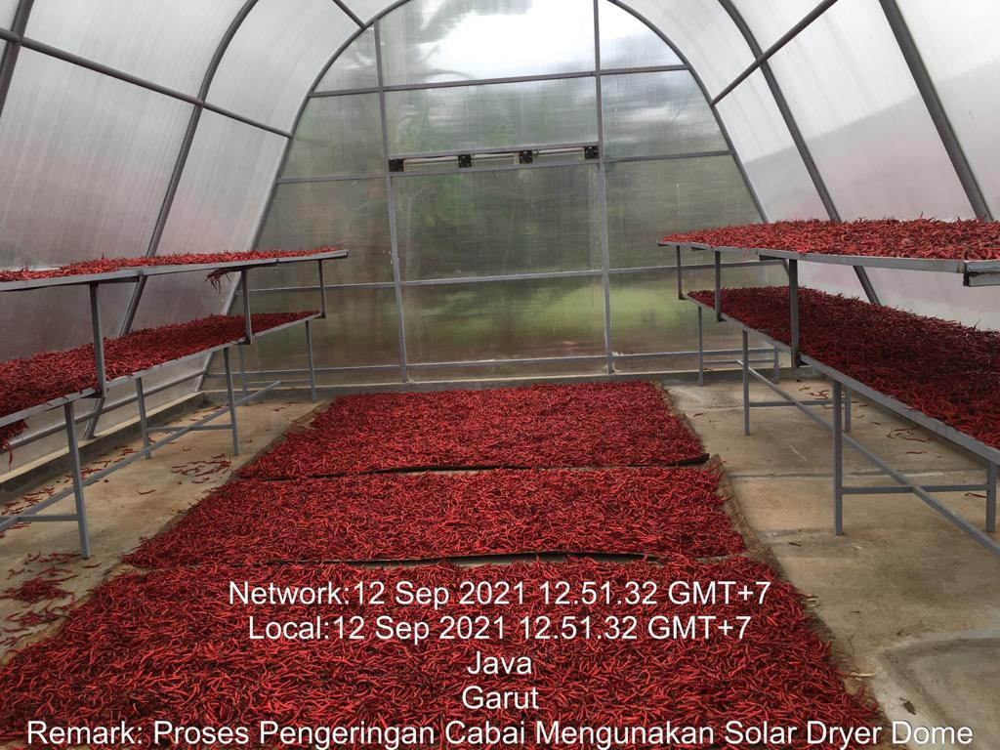 Network:12 Sep 2021 12.51.32 GMT+7
Local:12 Sep 2021 12.51.32 GMT+7
Java
Garut
Remark: Proses Pengeringan Cabai Mengunakan Solar Dryer Dome